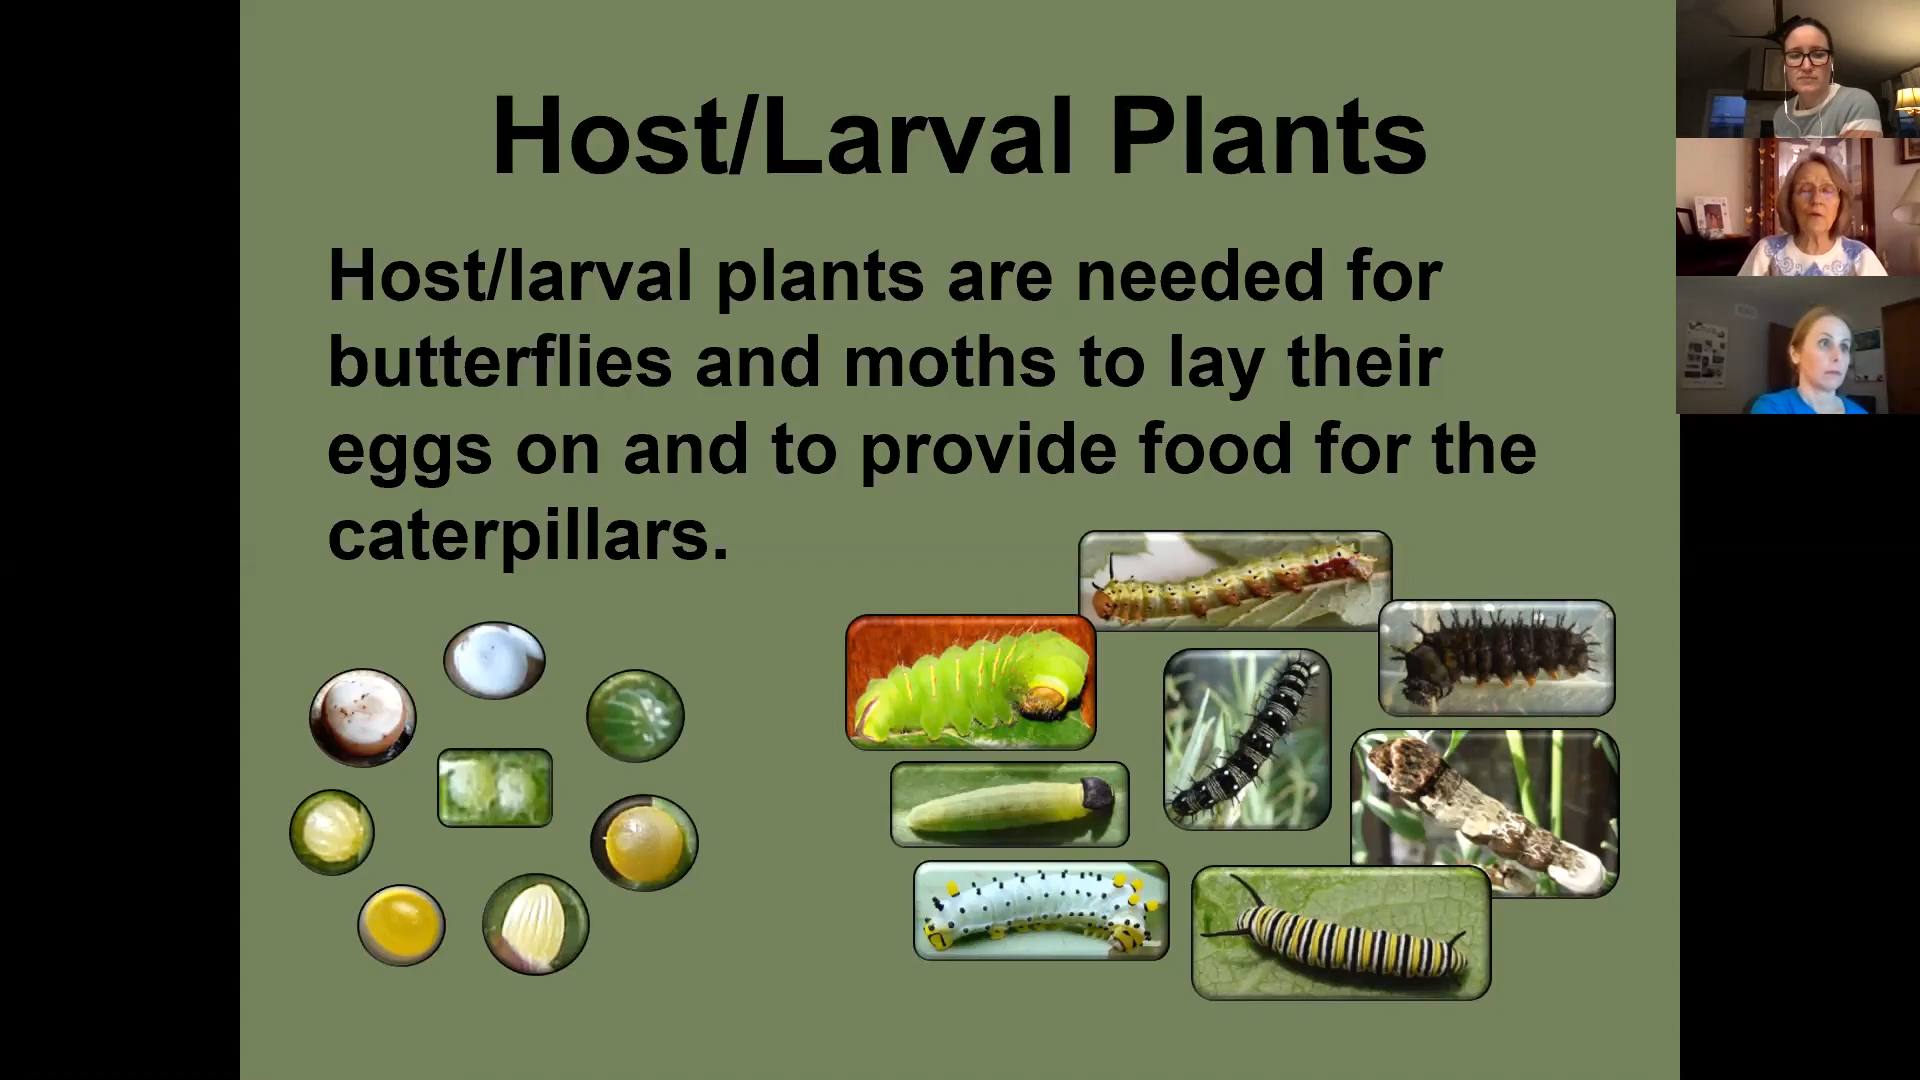 Host/Larval Plants
Host/larval plants are needed for
butterflies and moths to lay their
eggs on and to provide food for the
caterpillars.